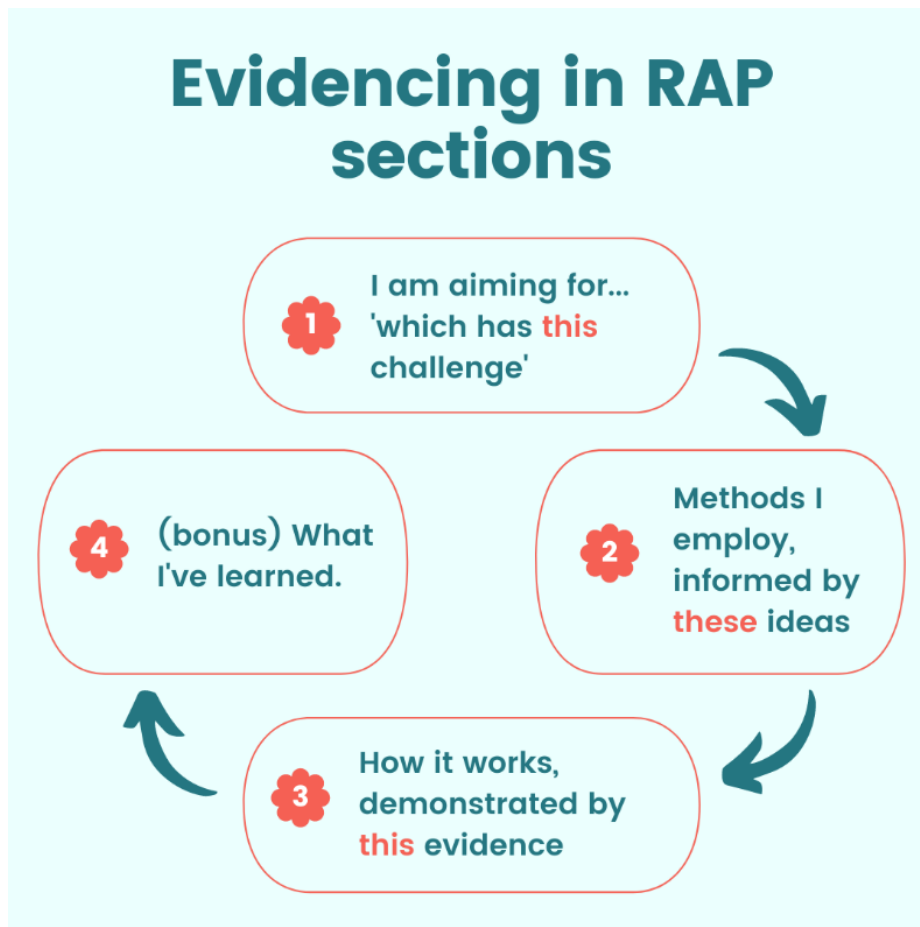 Evidencing in RAP
sections
1
I am aiming for...
'which has this
challenge'
2
Methods I
employ,
informed by
these ideas
3
How it works,
demonstrated by
this evidence
4
(bonus) What
I've learned.